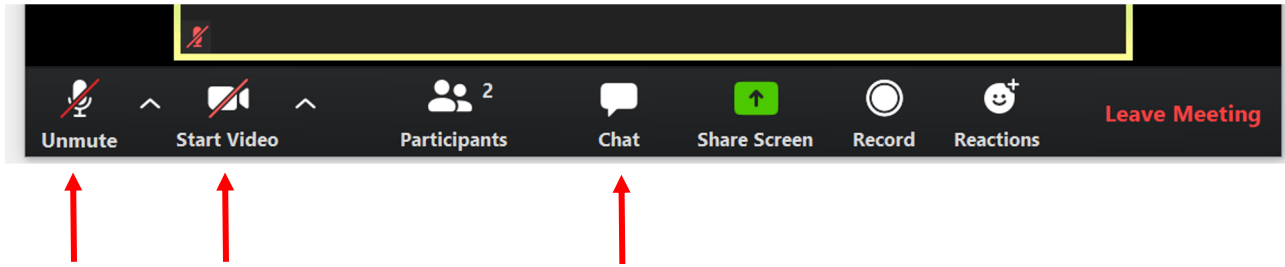 2
Unmute
Start Video
Participants
Chat
Share Screen
Record
Reactions
Leave Meeting